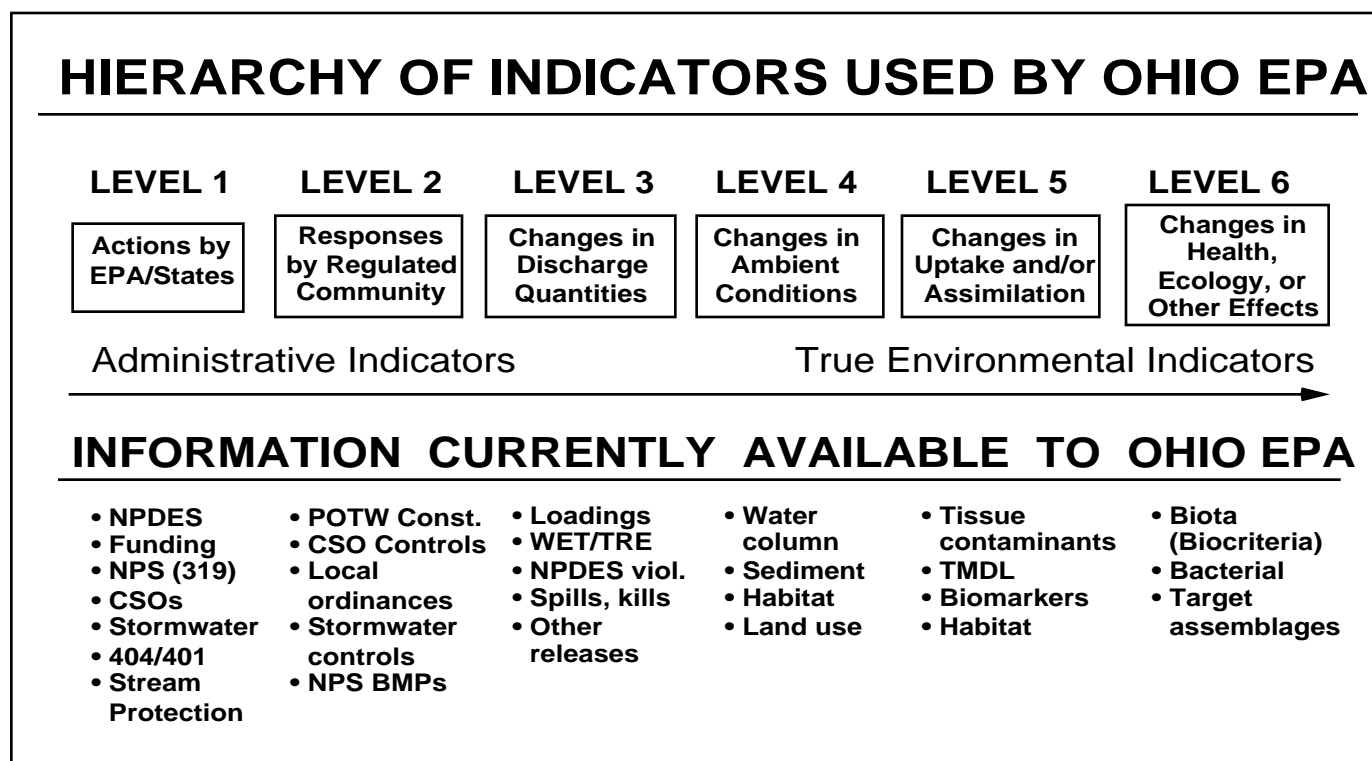 HIERARCHY OF INDICATORS USED BY OHIO EPA
LEVEL 1
Actions by
EPA/States
LEVEL 2
Responses
by Regulated
Community
LEVEL 3
Changes in
Discharge
Quantities
LEVEL 4
Changes in
Ambient
Conditions
LEVEL 5
Changes in
Uptake and/or
Assimilation
LEVEL 6
Changes in
Health,
Ecology, or
Other Effects
Administrative Indicators
True Environmental Indicators
INFORMATION CURRENTLY AVAILABLE TO OHIO EPA
• NPDES
• Funding
• NPS (319)
• CSOs
• Stormwater
• 404/401
• Stream
Protection
• POTW Const.
• CSO Controls
• Local
ordinances
• Stormwater
controls
• NPS BMPs
• Loadings
• WET/TRE
• NPDES viol.
• Spills, kills
• Other
releases
• Water
column
• Sediment
• Habitat
• Land use
• Tissue
contaminants
• TMDL
• Biomarkers
• Habitat
• Biota
(Biocriteria)
• Bacterial
• Target
assemblages